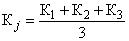 К𝑗 = (К₁ + К₂ + К₃) / 3